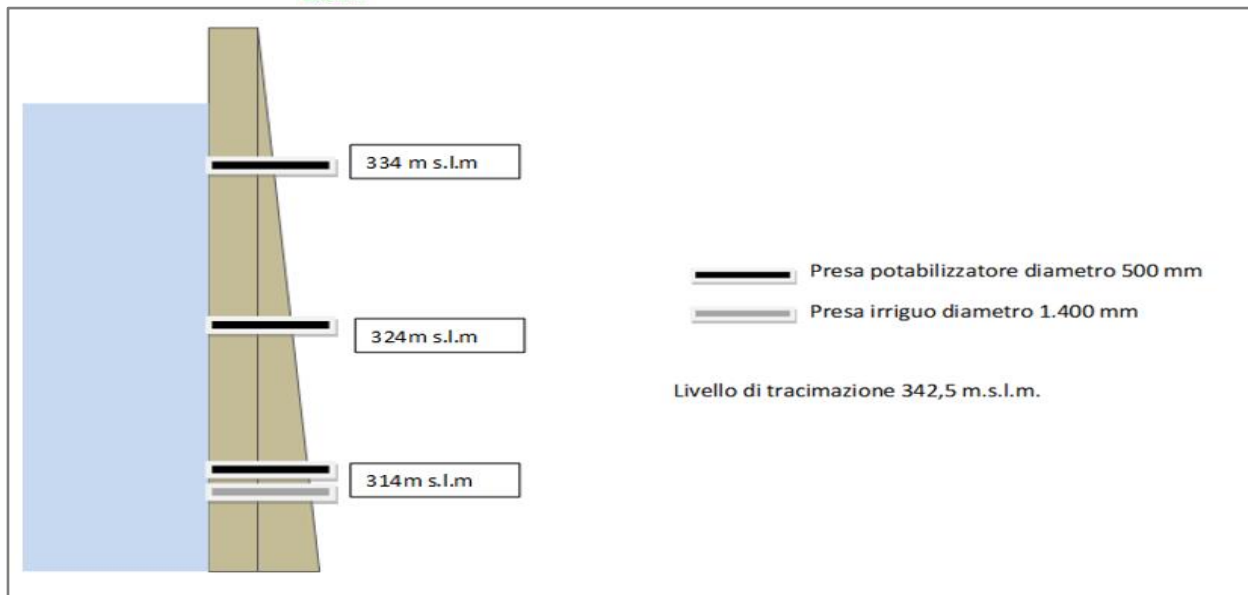 334 m s.l.m
Presa potabilizzatore diametro 500 mm
Presa irriguo diametro 1.400 mm
324m s.l.m
Livello di tracimazione 342,5 m.s.l.m.
314m s.l.m